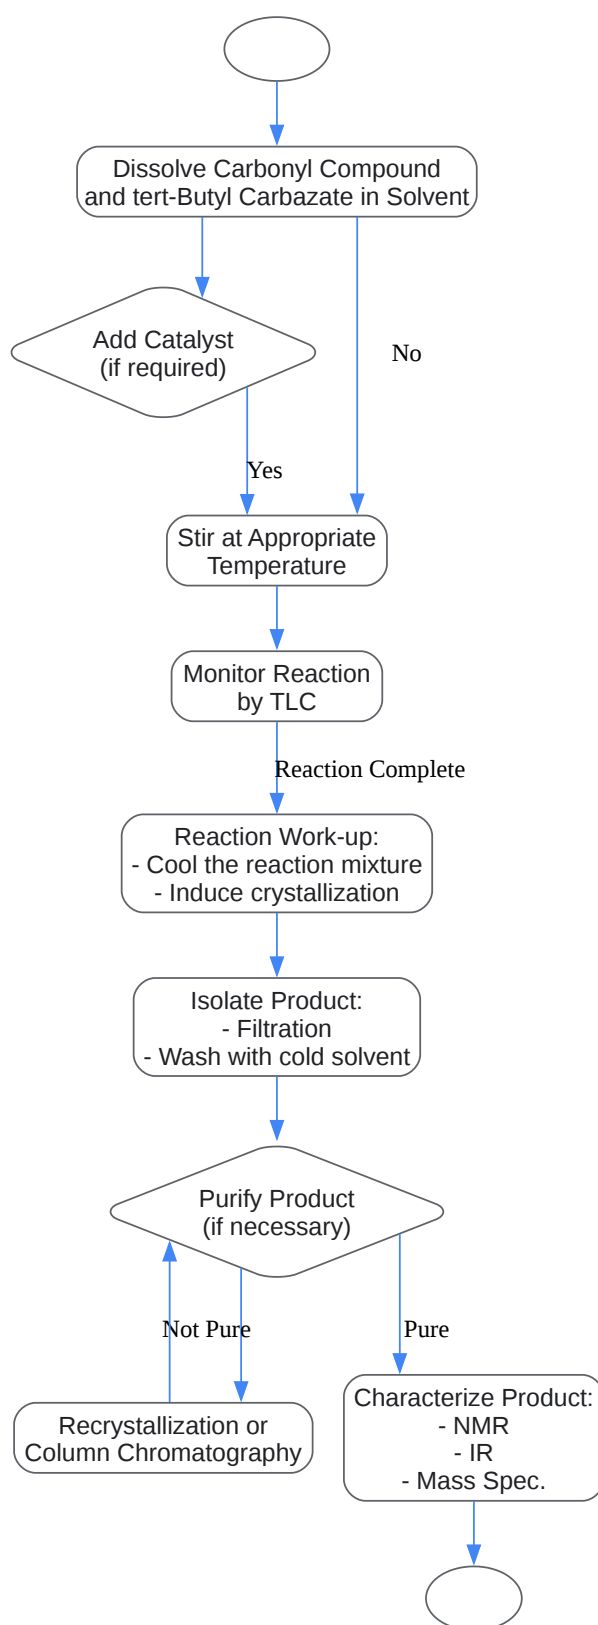 Dissolve Carbonyl Compound
and tert-Butyl Carbazate in Solvent
Add Catalyst
(if required)
No
Yes
Stir at Appropriate
Temperature
Monitor Reaction
by TLC
Reaction Complete
Reaction Work-up:
- Cool the reaction mixture
- Induce crystallization
Isolate Product:
- Filtration
- Wash with cold solvent
Purify Product
(if necessary)
Not Pure
Pure
Recrystallization or
Column Chromatography
Characterize Product:
- NMR
- IR
- Mass Spec.